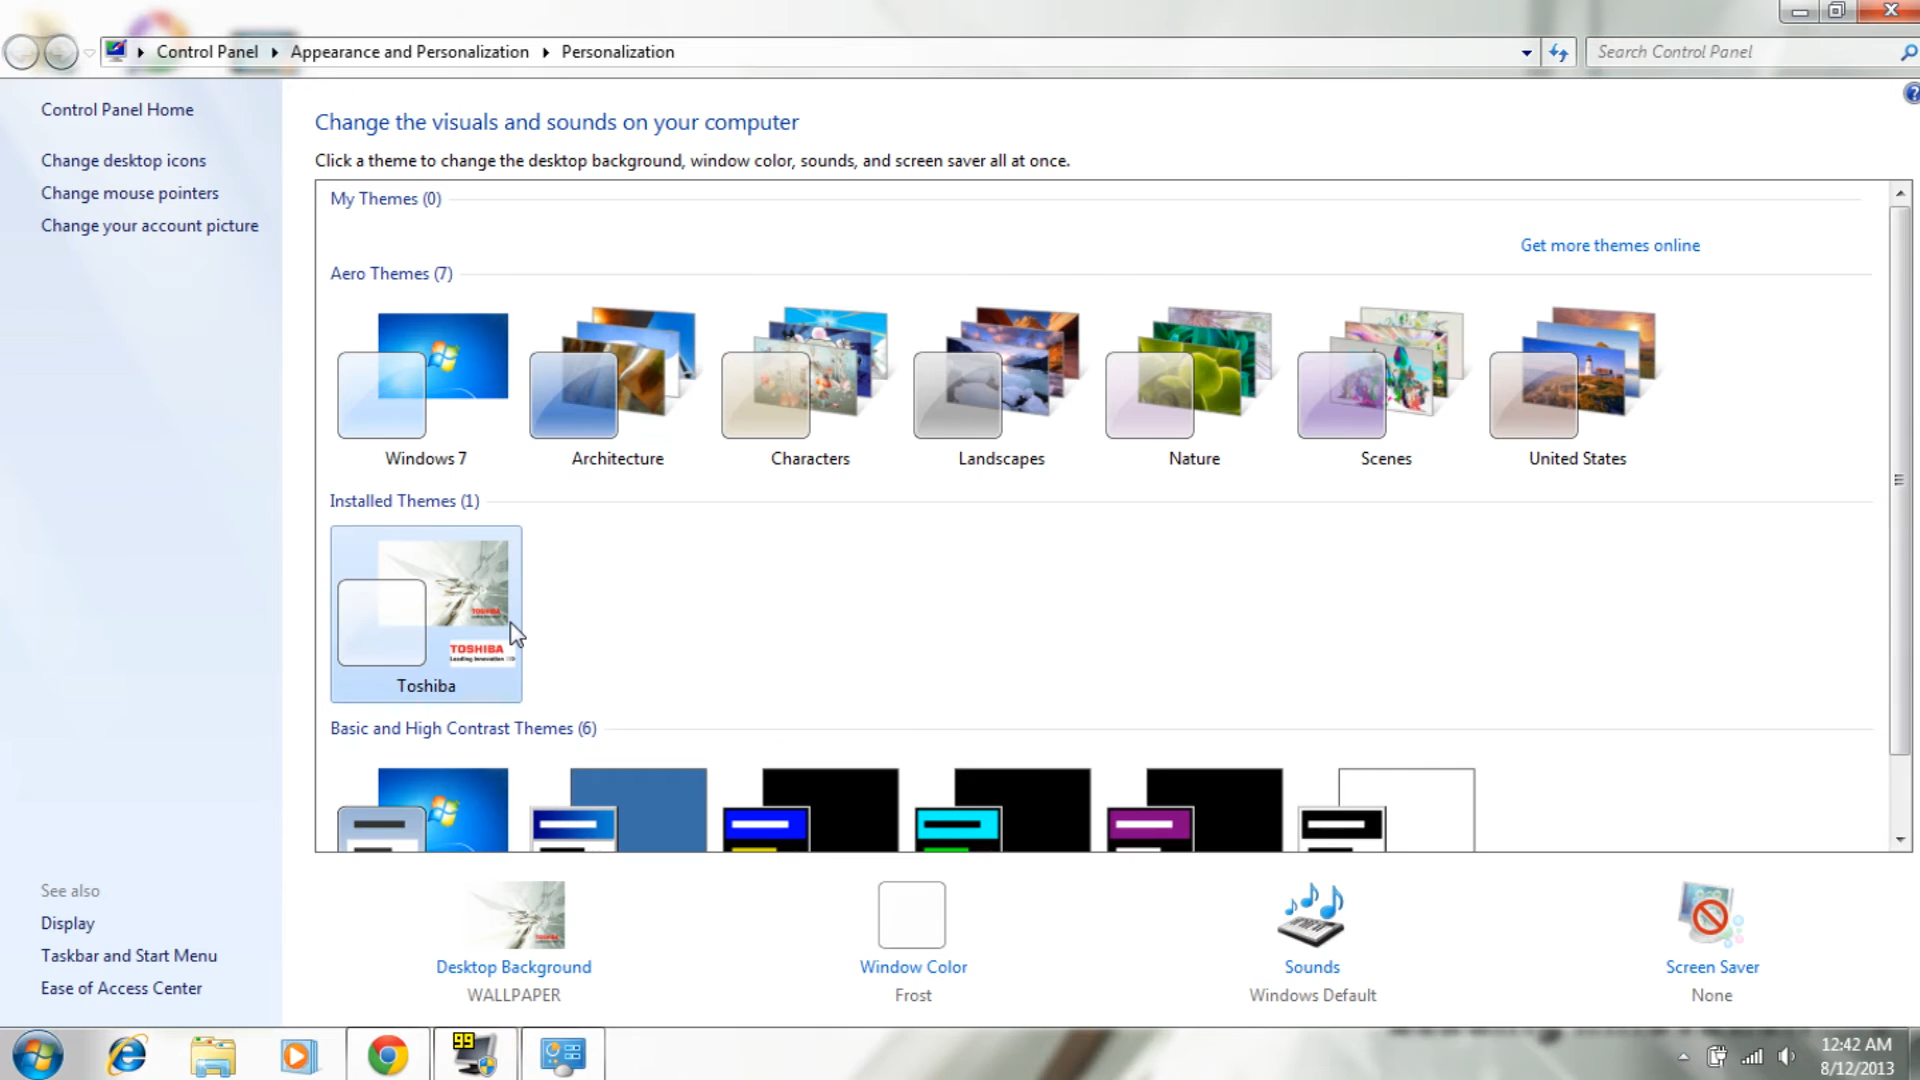 Control Panel Appearance and Personalization Personalization
Search Control Panel
Control Panel Home
Change desktop icons
Change mouse pointers
Change your account picture
Change the visuals and sounds on your computer
Click a theme to change the desktop background, window color, sounds, and screen saver all at once.
My Themes (0)
Get more themes online
Aero Themes (7)
Windows 7 Architecture Characters Landscapes Nature Scenes United States
Installed Themes (1)
TOSHIBA
TOSHIBA
Leading Innovation
Toshiba
Basic and High Contrast Themes (6)
See also
Display
Taskbar and Start Menu
Ease of Access Center
Desktop Background
WALLPAPER
Window Color
Frost
Sounds
Windows Default
Screen Saver
None
99
12:42 AM
8/12/2013